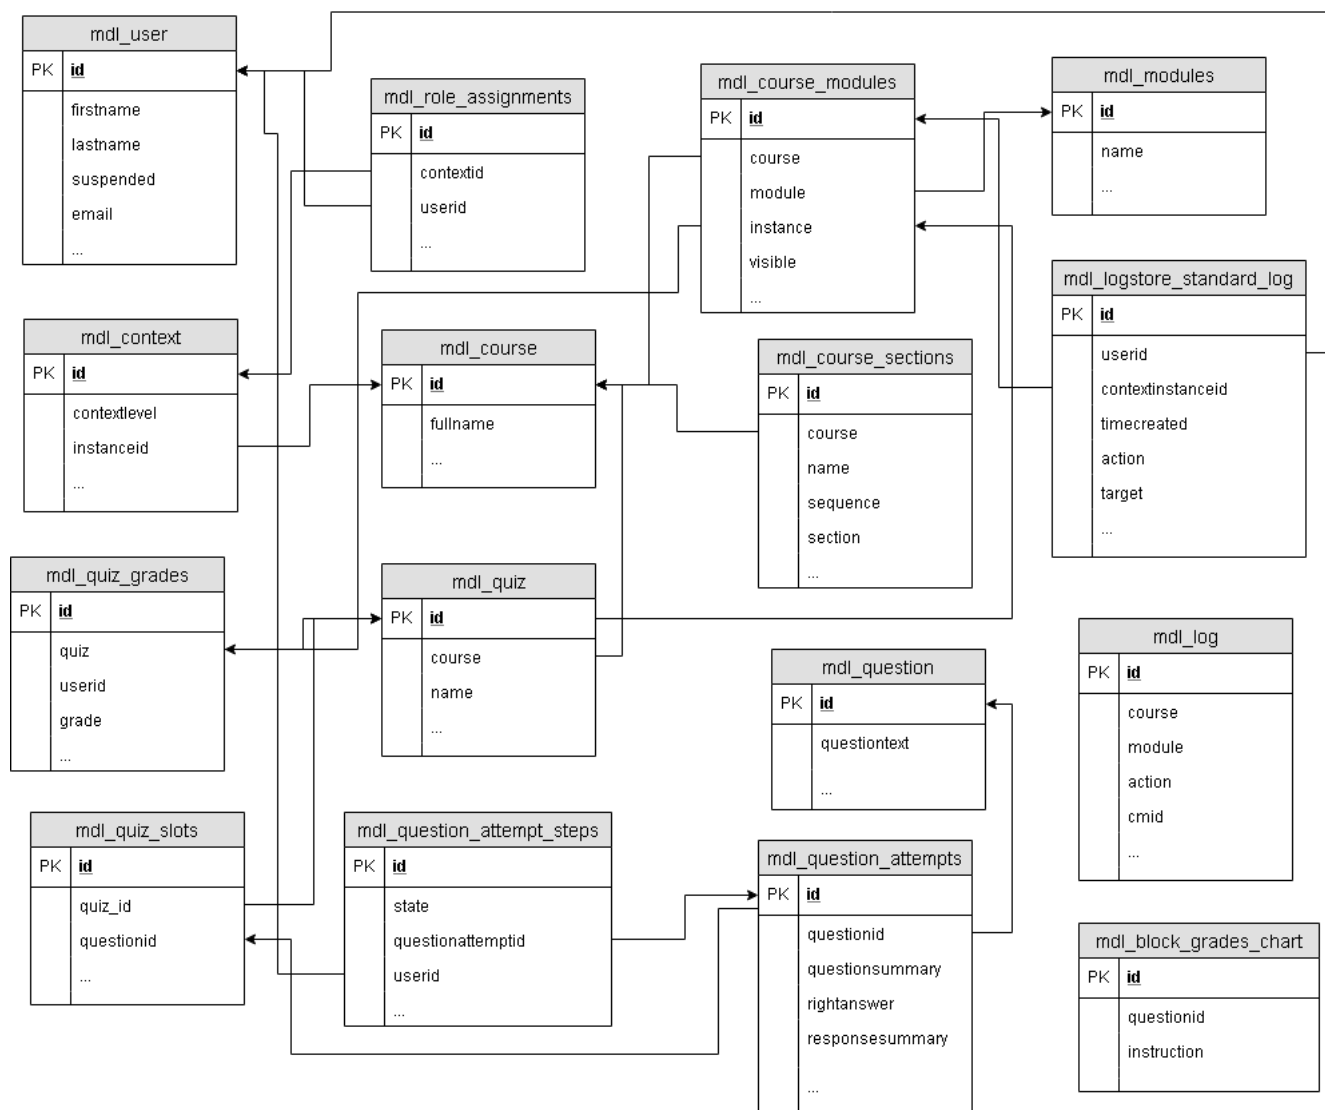 mdl_user
PK id
firstname
lastname
suspended
email
...
mdl_role_assignments
PK id
contextid
userid
...
mdl_course_modules
PK id
course
module
instance
visible
...
mdl_modules
PK id
name
...
mdl_context
PK id
contextlevel
instanceid
...
mdl_course
PK id
fullname
...
mdl_course_sections
PK id
course
name
sequence
section
...
mdl_logstore_standard_log
PK id
userid
contextinstanceid
timecreated
action
target
...
mdl_quiz_grades
PK id
quiz
userid
grade
...
mdl_quiz
PK id
course
name
...
mdl_question
PK id
questiontext
...
mdl_log
PK id
course
module
action
cmid
...
mdl_quiz_slots
PK id
quiz_id
questionid
...
mdl_question_attempt_steps
PK id
state
questionattemptid
userid
...
mdl_question_attempts
PK id
questionid
questionsummary
rightanswer
responsesummary
...
mdl_block_grades_chart
PK id
questionid
instruction